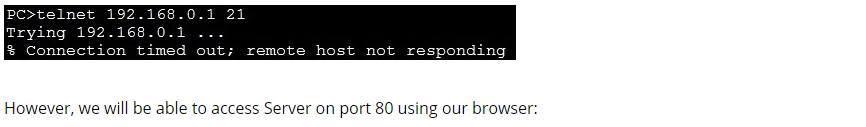 PC>telnet 192.168.0.1 21
Trying 192.168.0.1 ...
% Connection timed out; remote host not responding
However, we will be able to access Server on port 80 using our browser: